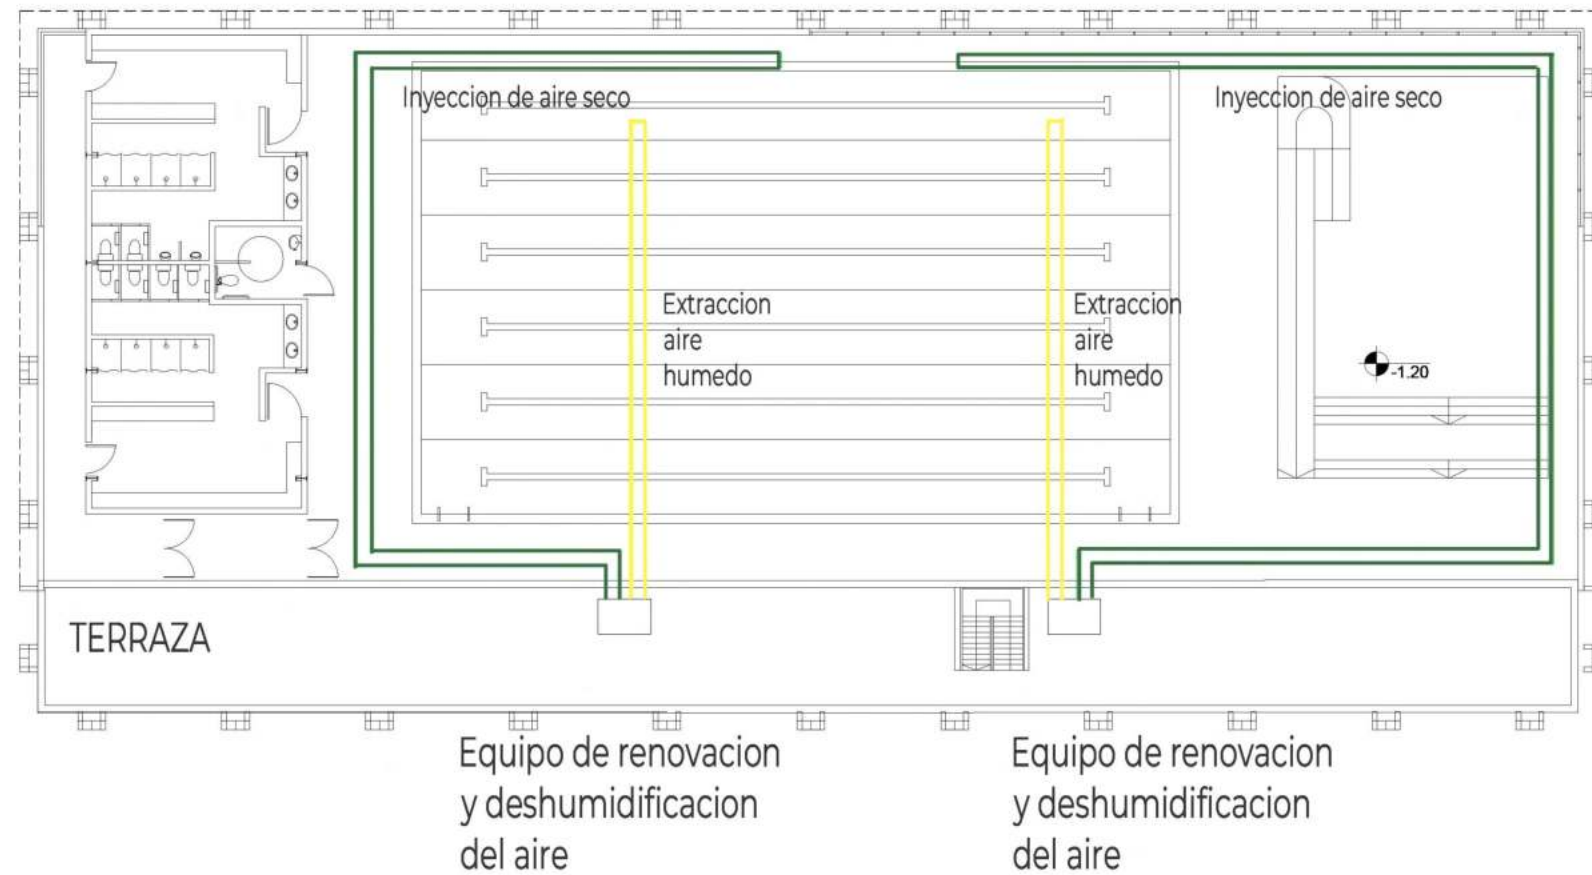 Inyeccion de aire seco
Inyeccion de aire seco
Extraccion
aire
humedo
Extraccion
aire
humedo
-1.20
TERRAZA
Equipo de renovacion
y deshumidificacion
del aire
Equipo de renovacion
y deshumidificacion
del aire